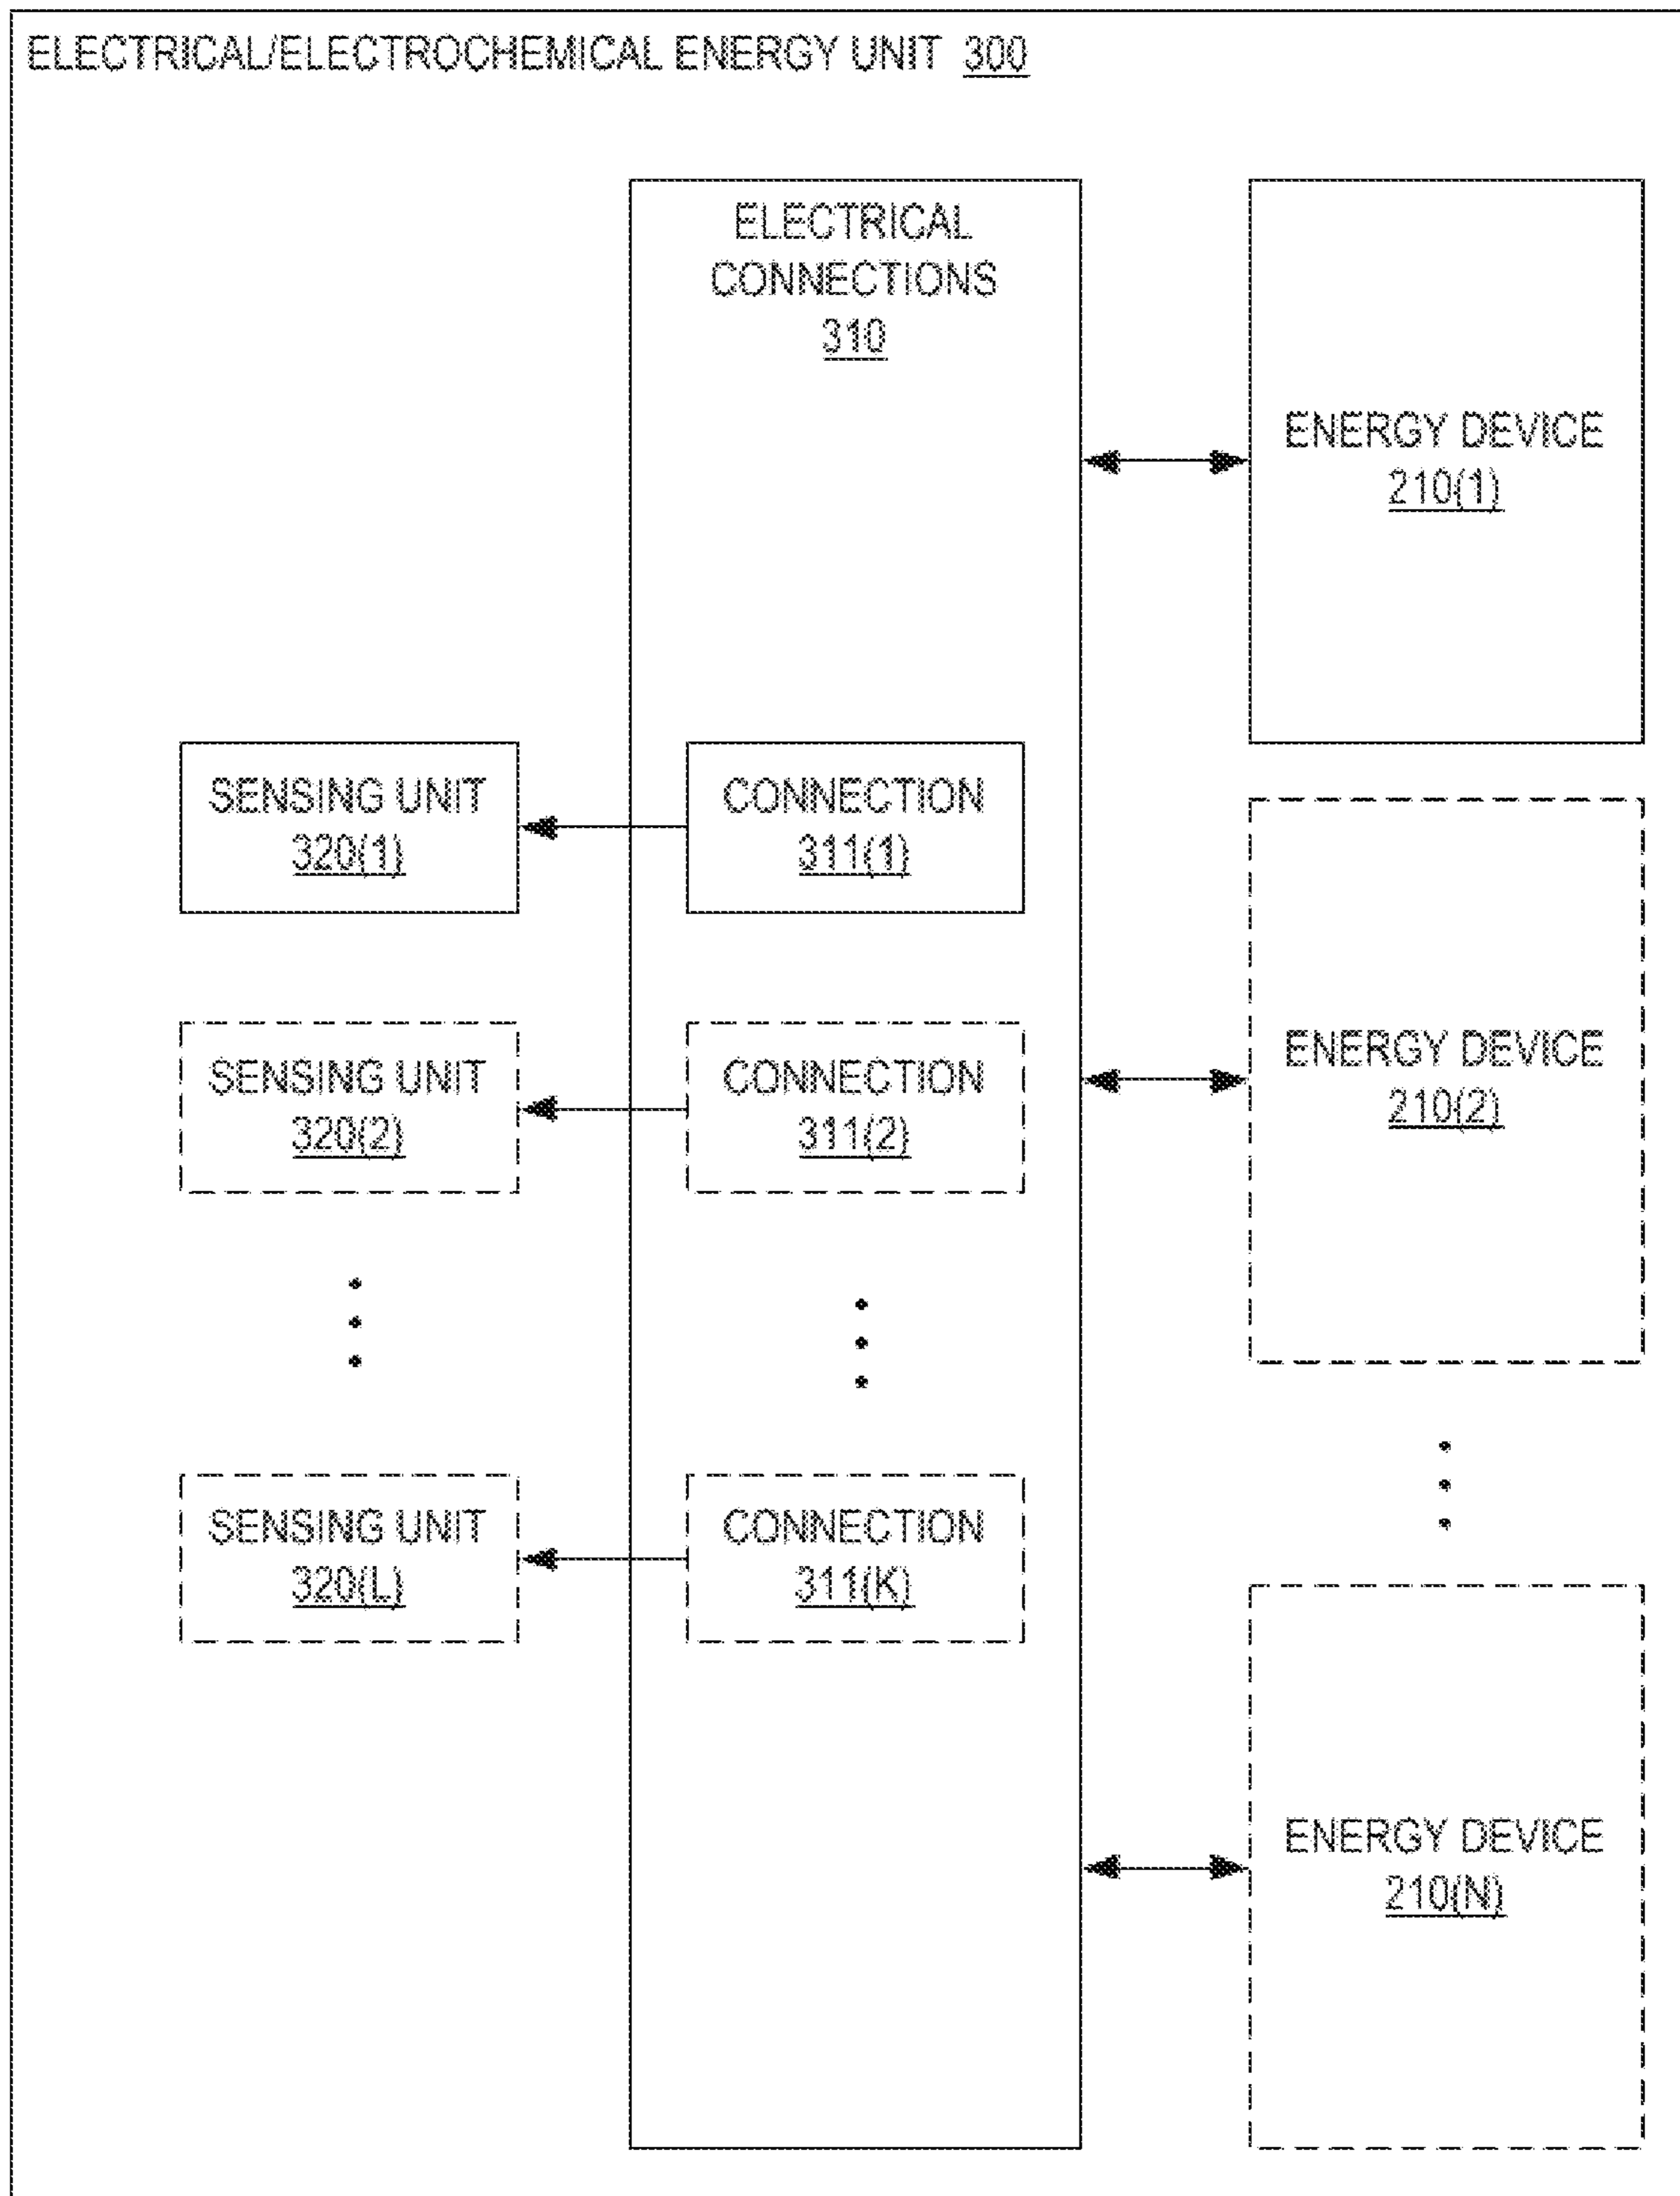 ELECTRICAL/ELECTROCHEMICAL ENERGY UNIT 300
ELECTRICAL
CONNECTIONS
310
ENERGY DEVICE
210(1)
SENSING UNIT
320(1)
CONNECTION
311(1)
SENSING UNIT
320(2)
CONNECTION
311(2)
ENERGY DEVICE
210(2)
SENSING UNIT
320(L)
CONNECTION
311(K)
ENERGY DEVICE
210(N)